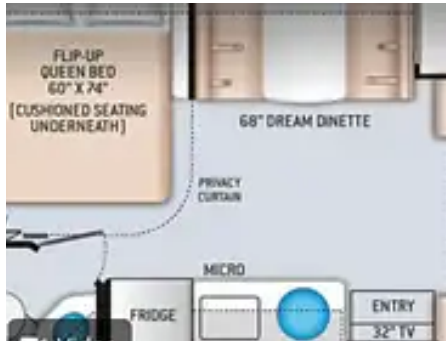 FLIP-UP
QUEEN BED
60" X 74"
[CUSHIONED SEATING
UNDERNEATH]
68" DREAM DINETTE
PRIVACY
CURTAIN
MICRO
FRIDGE
ENTRY
32" TV